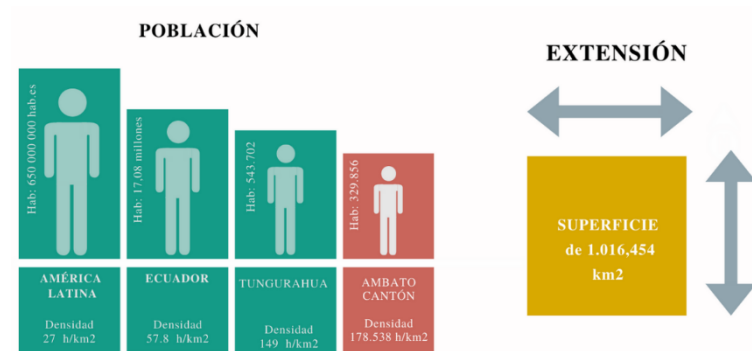 POBLACIÓN
EXTENSIÓN
Hab: 650 000 000 hab.es
Hab: 17,08 millones
Hab: 543.702
Hab: 329.856
AMÉRICA
LATINA
Densidad
27 h/km2
ECUADOR
Densidad
57.8 h/km2
TUNGURAHUA
Densidad
149 h/km2
AMBATO
CANTÓN
Densidad
178.538 h/km2
SUPERFICIE
de 1.016,454
km2